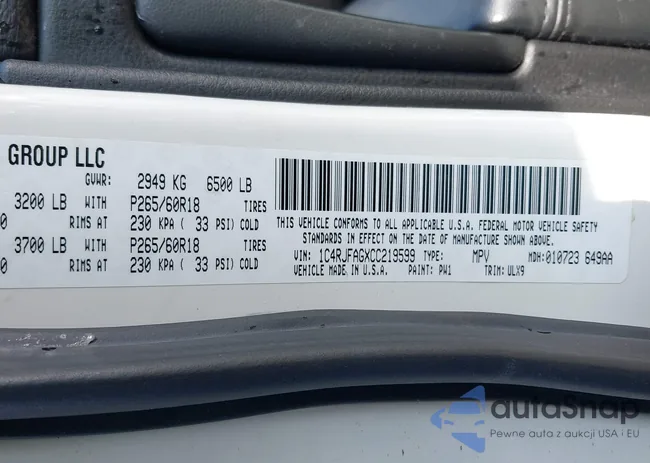 GROUP LLC
GVWR: 2949 KG 6500 LB
3200 LB WITH P265/60R18 TIRES
0 RIMS AT 230 KPA ( 33 PSI) COLD
3700 LB WITH P265/60R18 TIRES
0 RIMS AT 230 KPA ( 33 PSI) COLD
THIS VEHICLE CONFORMS TO ALL APPLICABLE U.S.A. FEDERAL MOTOR VEHICLE SAFETY
STANDARDS IN EFFECT ON THE DATE OF MANUFACTURE SHOWN ABOVE.
VIN: 1C4RJFAGXCC219599 TYPE: MPV MDH:010723 649AA
VEHICLE MADE IN U.S.A. PAINT: PW1 TRIM: ULX9
autoSnap
Pewne auta z aukcji USA i EU